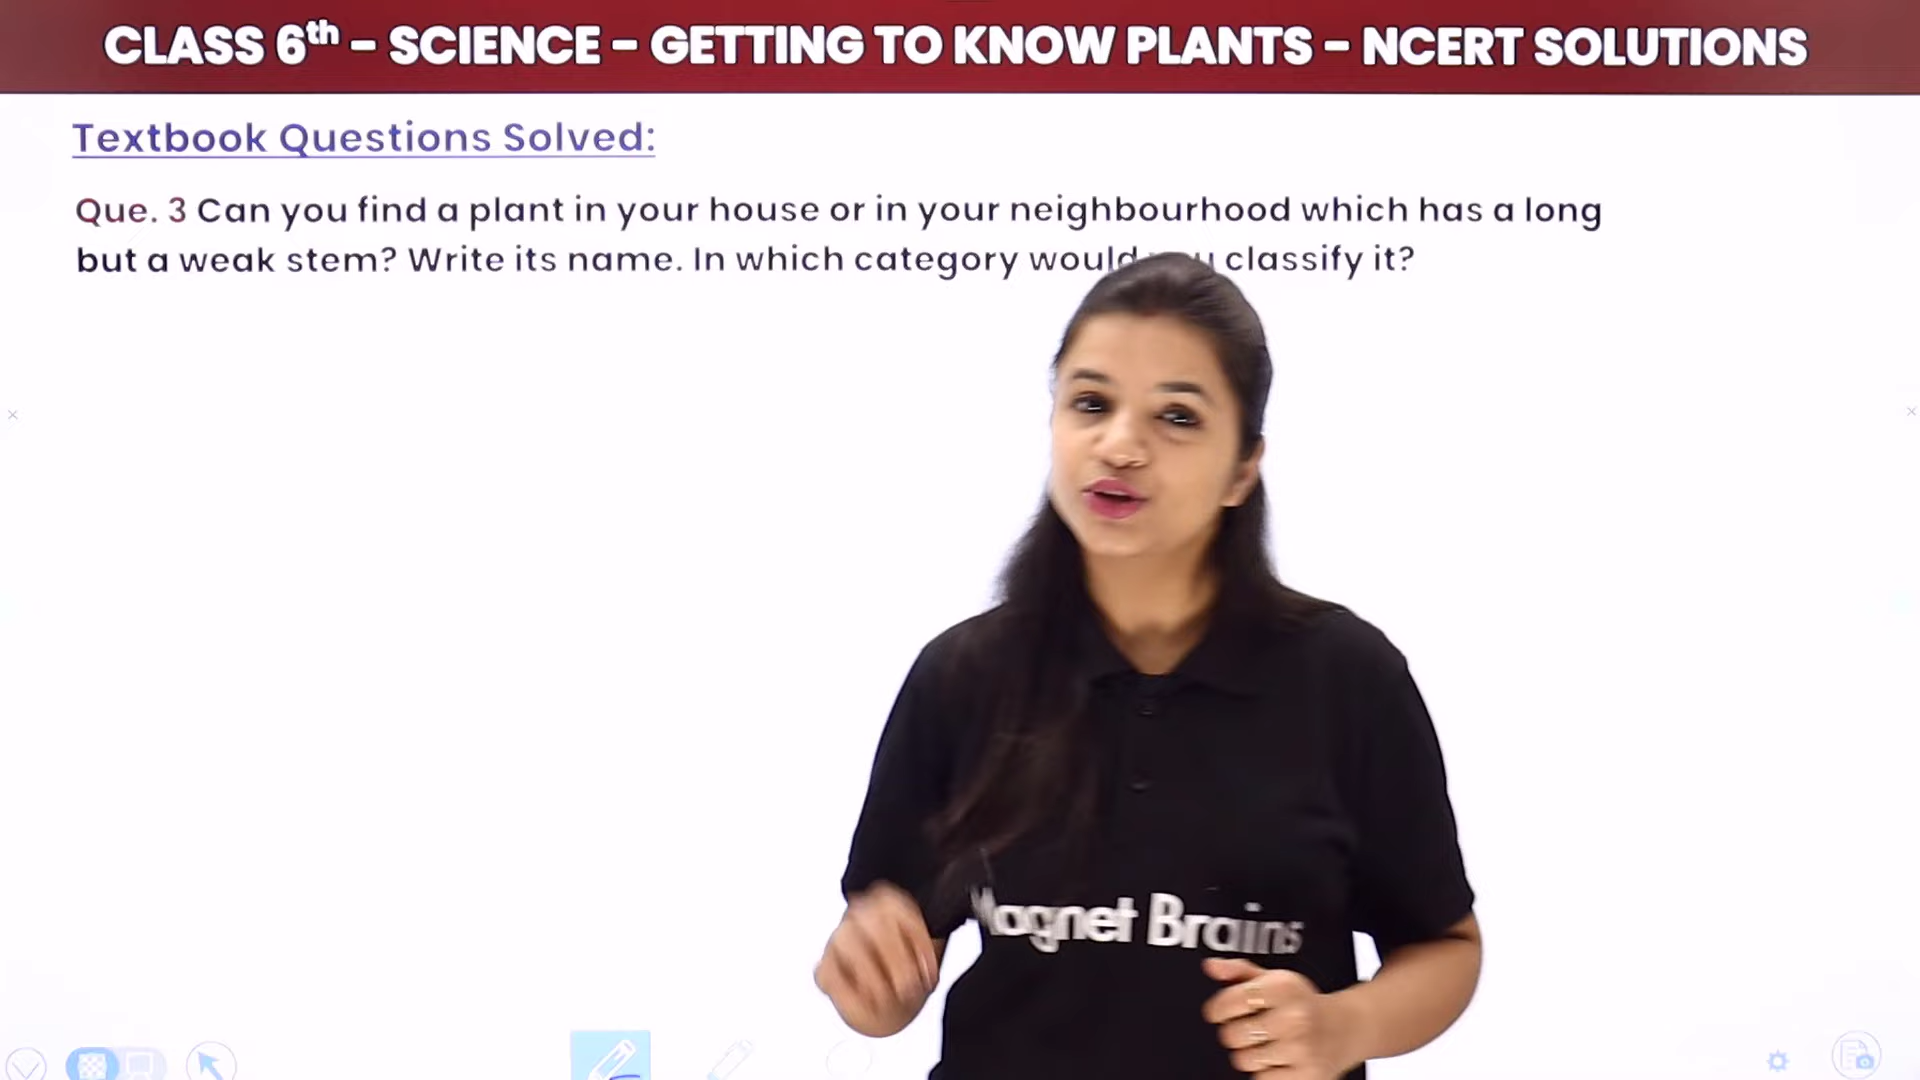 CLASS 6th – SCIENCE – GETTING TO KNOW PLANTS – NCERT SOLUTIONS
Textbook Questions Solved:
Que. 3 Can you find a plant in your house or in your neighbourhood which has a long
but a weak stem? Write its name. In which category would you classify it?
Magnet Brains